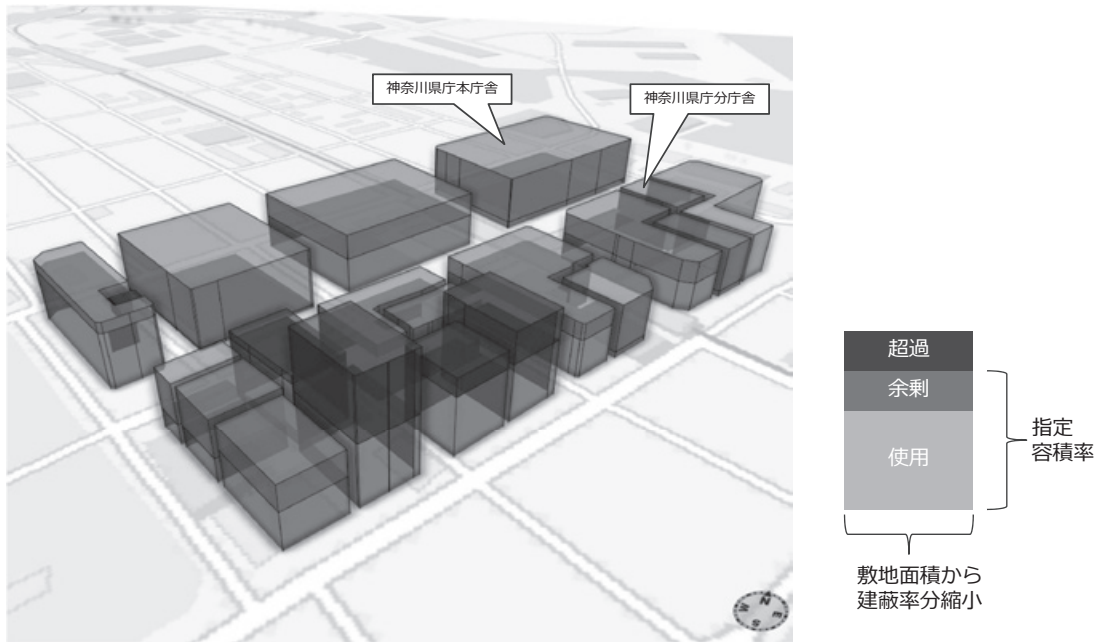 神奈川県庁本庁舎
神奈川県庁分庁舎
超過
余剰
使用
指定
容積率
敷地面積から
建蔽率分縮小
N
W
E
S